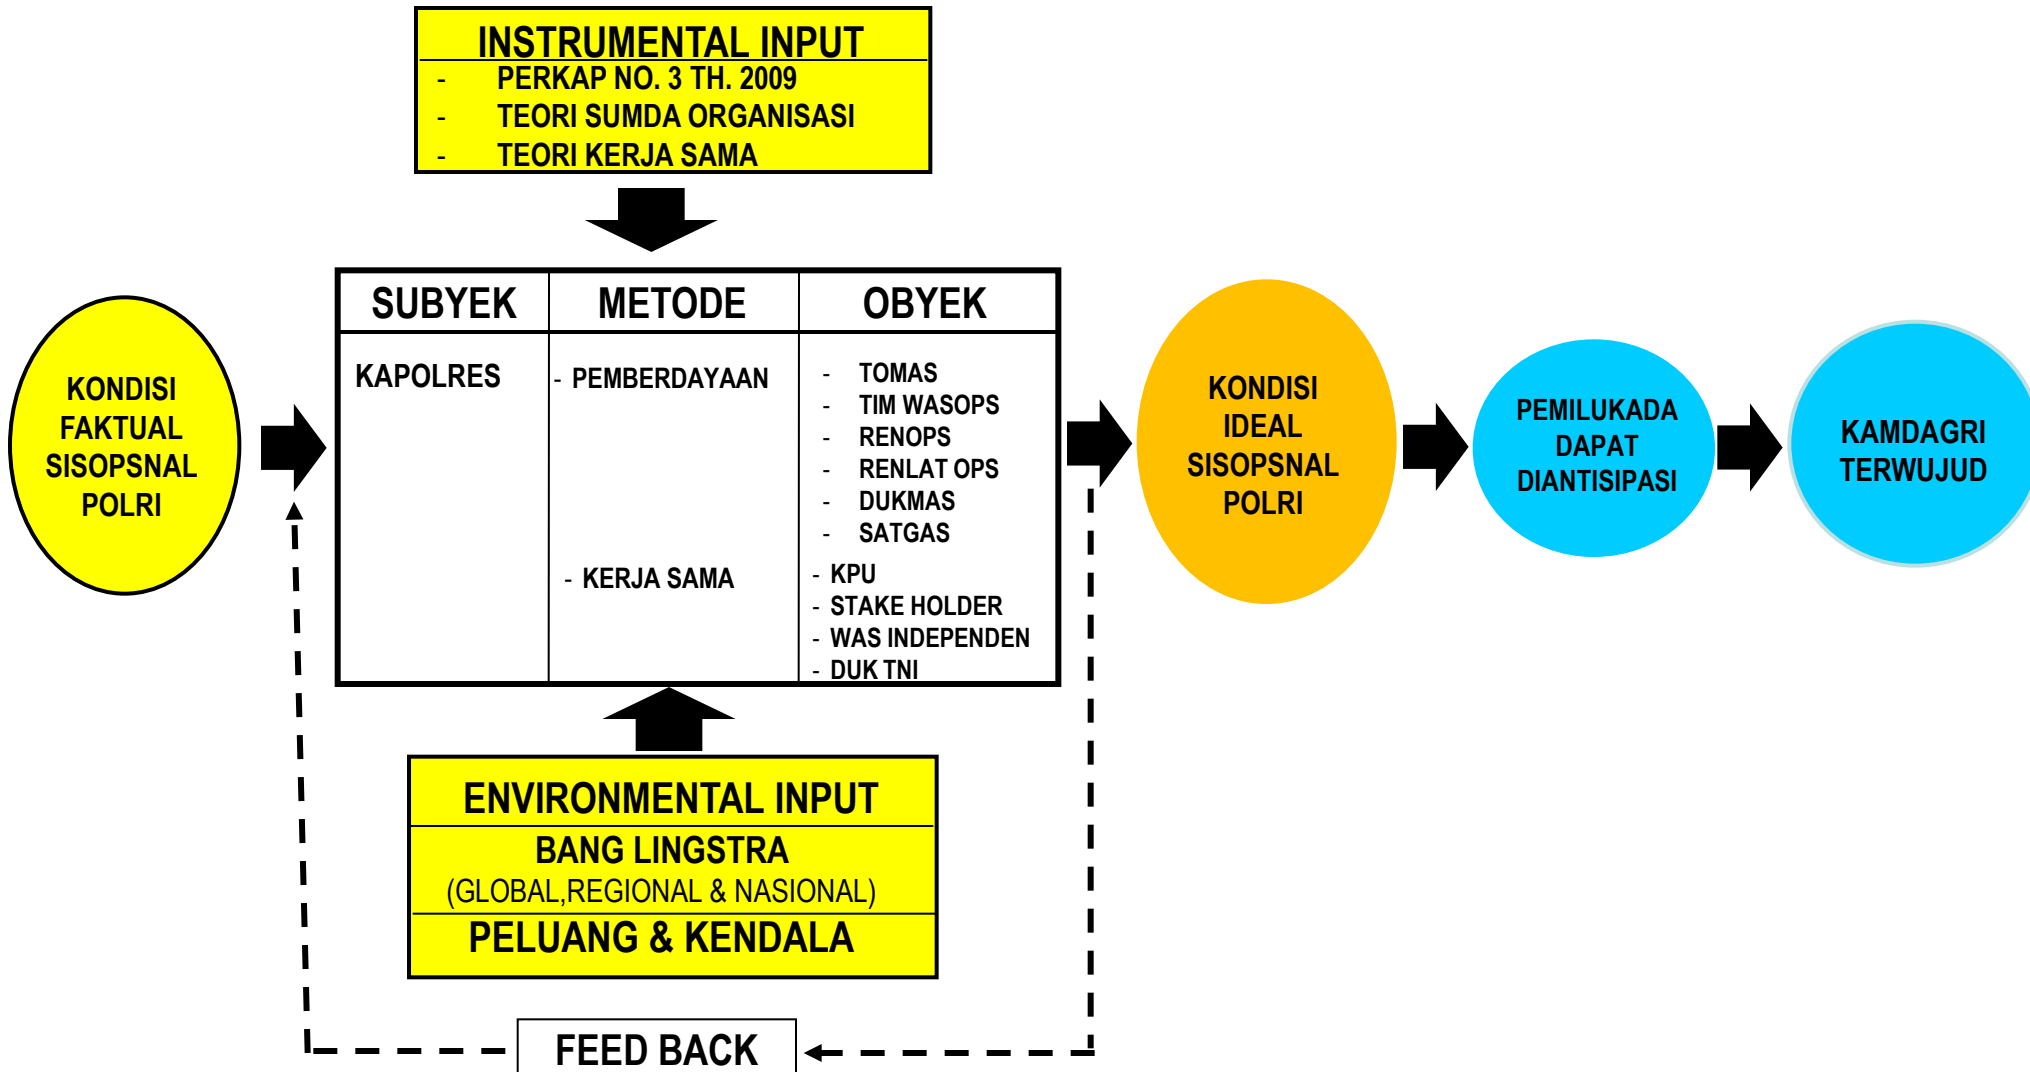 INSTRUMENTAL INPUT
- PERKAP NO. 3 TH. 2009
- TEORI SUMDA ORGANISASI
- TEORI KERJA SAMA
KONDISI
FAKTUAL
SISOPSNAL
POLRI
SUBYEK
METODE
OBYEK
KAPOLRES
- PEMBERDAYAAN
- KERJA SAMA
- TOMAS
- TIM WASOPS
- RENOPS
- RENLAT OPS
- DUKMAS
- SATGAS
- KPU
- STAKE HOLDER
- WAS INDEPENDEN
- DUK TNI
KONDISI
IDEAL
SISOPSNAL
POLRI
PEMILUKADA
DAPAT
DIANTISIPASI
KAMDAGRI
TERWUJUD
ENVIRONMENTAL INPUT
BANG LINGSTRA
(GLOBAL,REGIONAL & NASIONAL)
PELUANG & KENDALA
FEED BACK